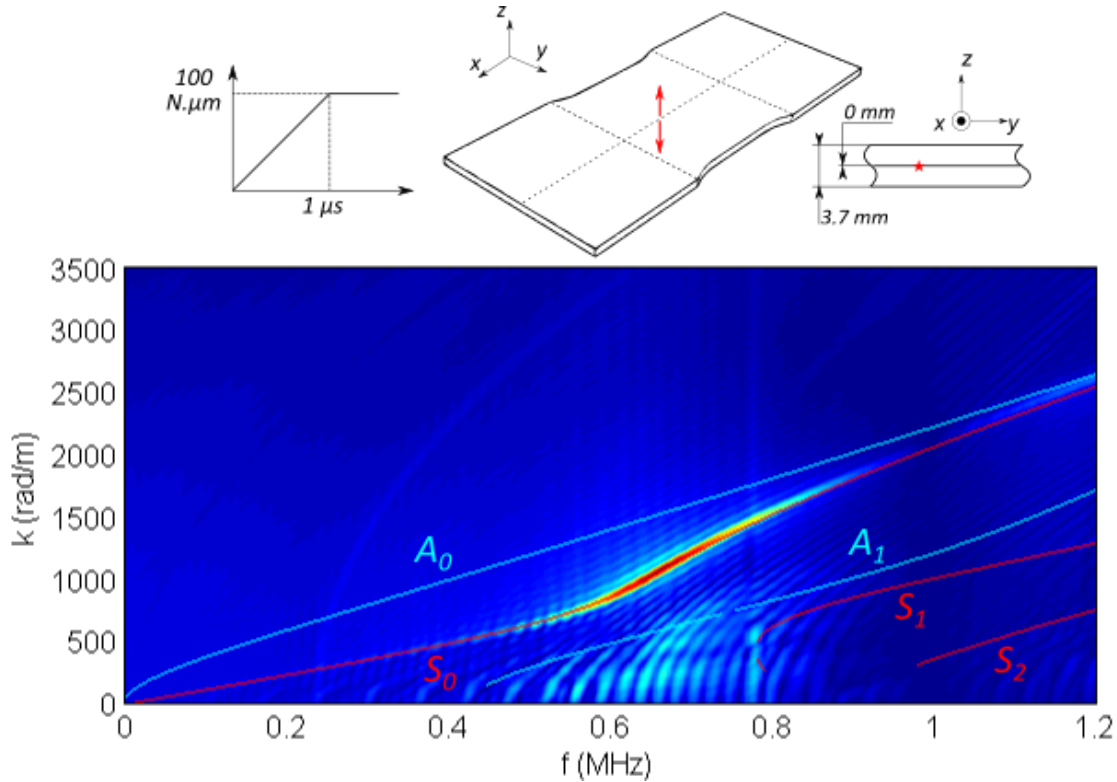 100
N.μm
1 μs
z
x
y
z
x
y
0 mm
3.7 mm
3500
3000
2500
2000
1500
1000
500
0
k (rad/m)
A₀
S₀
A₁
S₁
S₂
0
0.2
0.4
0.6
0.8
1
1.2
f (MHz)